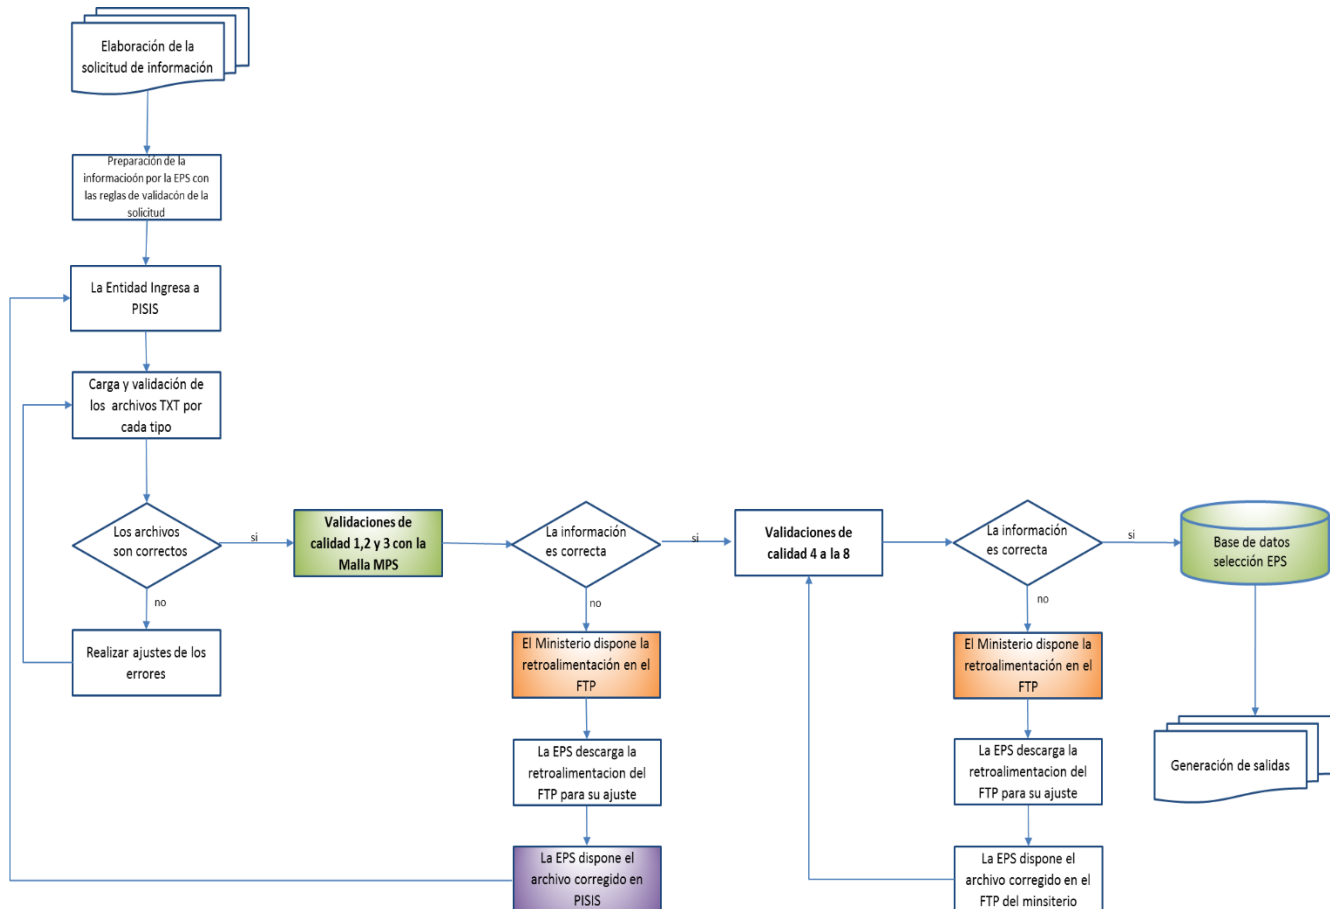 Elaboración de la
solicitud de información
Preparación de la
informacioón por la EPS con
las reglas de validacón de la
solicitud
La Entidad Ingresa a
PISIS
Carga y validación de
los archivos TXT por
cada tipo
Los archivos
son correctos
si
no
Realizar ajustes de los
errores
Validaciones de
calidad 1,2 y 3 con la
Malla MPS
La información
es correcta
si
no
El Ministerio dispone la
retroalimentación en el
FTP
La EPS descarga la
retroalimentacion del
FTP para su ajuste
La EPS dispone el
archivo corregido en
PISIS
Validaciones de
calidad 4 a la 8
La información
es correcta
si
no
El Ministerio dispone la
retroalimentación en el
FTP
La EPS descarga la
retroalimentacion del
FTP para su ajuste
La EPS dispone el
archivo corregido en el
FTP del minsiterio
Base de datos
selección EPS
Generación de salidas